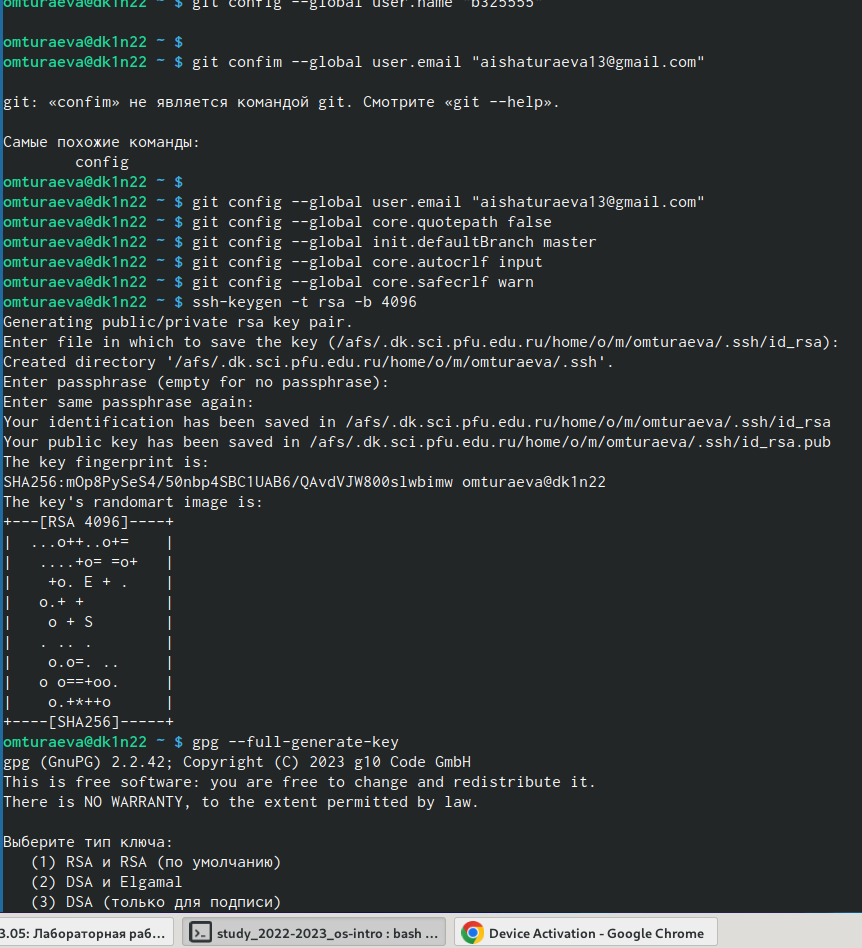 omturaeva@dk1n22 ~ $ git config --global user.name "b325555"
omturaeva@dk1n22 ~ $
omturaeva@dk1n22 ~ $ git confim --global user.email "aishaturaeva13@gmail.com"
git: «confim» не является командой git. Смотрите «git --help».
Самые похожие команды:
        config
omturaeva@dk1n22 ~ $
omturaeva@dk1n22 ~ $ git config --global user.email "aishaturaeva13@gmail.com"
omturaeva@dk1n22 ~ $ git config --global core.quotepath false
omturaeva@dk1n22 ~ $ git config --global init.defaultBranch master
omturaeva@dk1n22 ~ $ git config --global core.autocrlf input
omturaeva@dk1n22 ~ $ git config --global core.safecrlf warn
omturaeva@dk1n22 ~ $ ssh-keygen -t rsa -b 4096
Generating public/private rsa key pair.
Enter file in which to save the key (/afs/.dk.sci.pfu.edu.ru/home/o/m/omturaeva/.ssh/id_rsa):
Created directory '/afs/.dk.sci.pfu.edu.ru/home/o/m/omturaeva/.ssh'.
Enter passphrase (empty for no passphrase):
Enter same passphrase again:
Your identification has been saved in /afs/.dk.sci.pfu.edu.ru/home/o/m/omturaeva/.ssh/id_rsa
Your public key has been saved in /afs/.dk.sci.pfu.edu.ru/home/o/m/omturaeva/.ssh/id_rsa.pub
The key fingerprint is:
SHA256:mOp8PySeS4/50nbp4SBC1UAB6/QAvdVJW800slwbimw omturaeva@dk1n22
The key's randomart image is:
+---[RSA 4096]----+
|  ...o++..o+=    |
|   ....+o= =o+   |
|    +o. E + .    |
|   o.+ +         |
|    o + S        |
|   . .. .        |
|    o.o=. ..     |
|   o o==+oo.     |
|    o.+*++o      |
+----[SHA256]-----+
omturaeva@dk1n22 ~ $ gpg --full-generate-key
gpg (GnuPG) 2.2.42; Copyright (C) 2023 g10 Code GmbH
This is free software: you are free to change and redistribute it.
There is NO WARRANTY, to the extent permitted by law.
Выберите тип ключа:
   (1) RSA и RSA (по умолчанию)
   (2) DSA и Elgamal
   (3) DSA (только для подписи)
3.05: Лабораторная раб...
study_2022-2023_os-intro : bash ...
Device Activation - Google Chrome